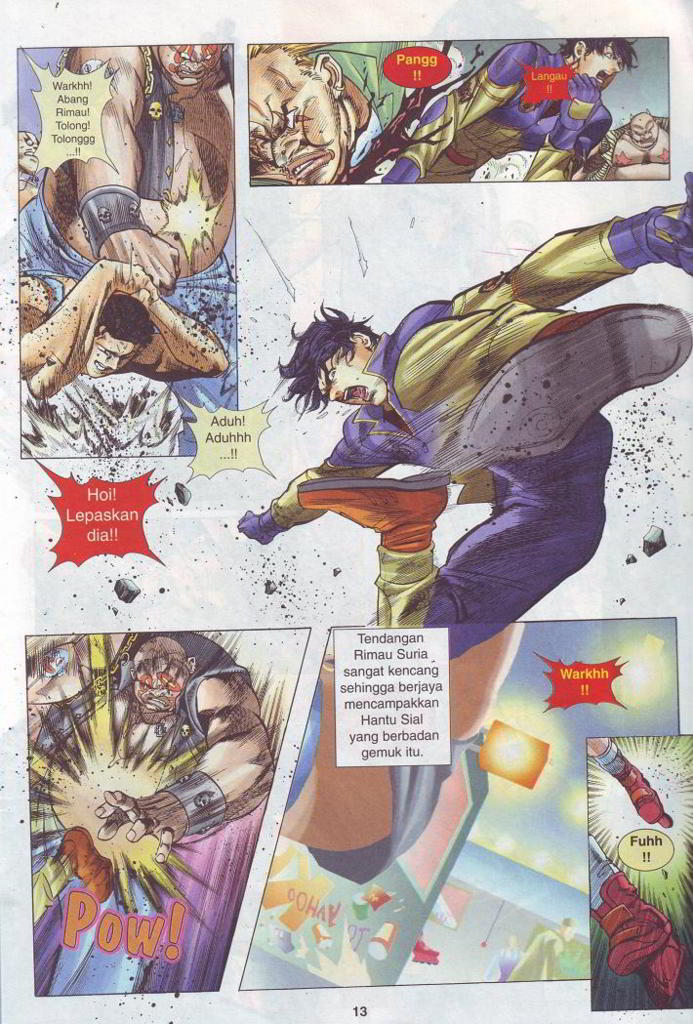 Warkhh!
Abang
Rimau!
Tolong!
Tolonggg
...!!
Pangg
!!
Langau
!!
Aduh!
Aduhhh
...!!
Hoi!
Lepaskan
dia!!
Tendangan
Rimau Suria
sangat kencang
sehingga berjaya
mencampakkan
Hantu Sial
yang berbadan
gemuk itu.
Warkhh
!!
Fuhh
!!
Pow!
13